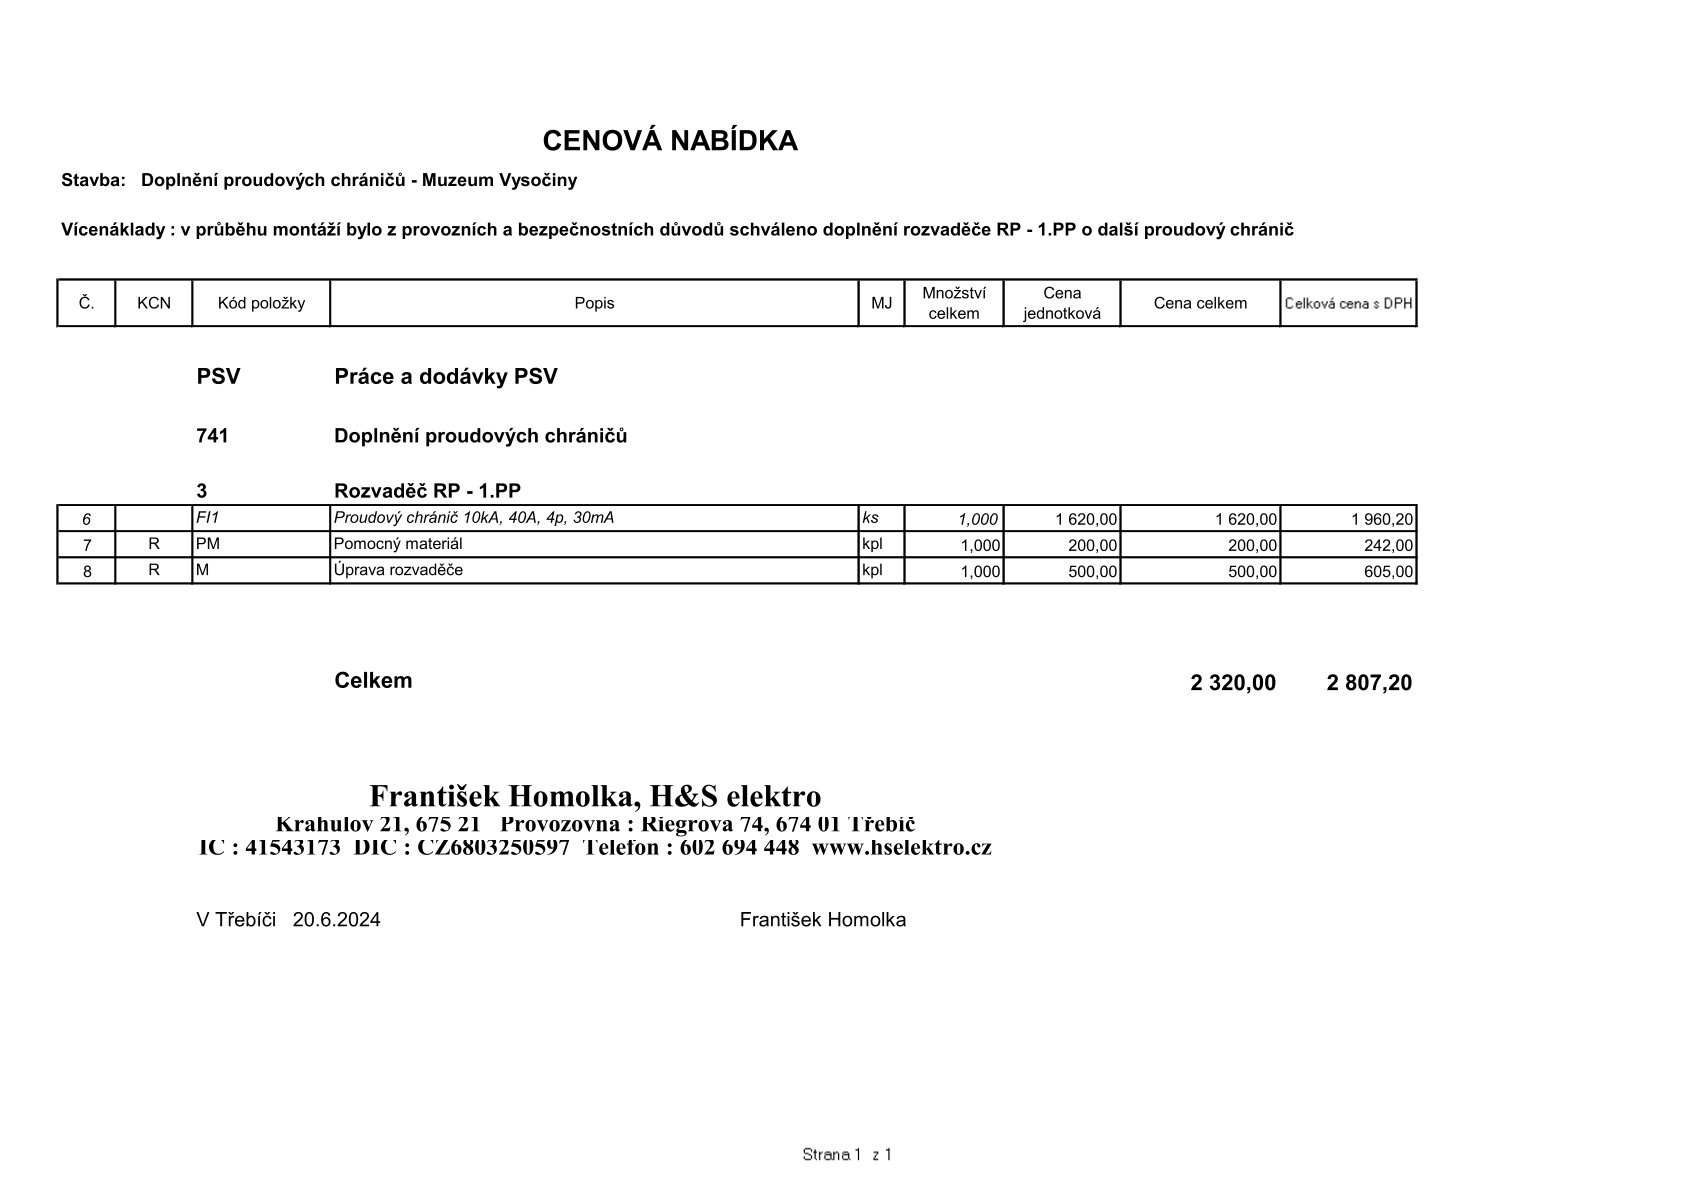 CENOVÁ NABÍDKA
Stavba: Doplnění proudových chráničů - Muzeum Vysočiny
Vícenáklady : v průběhu montáží bylo z provozních a bezpečnostních důvodů schváleno doplnění rozvaděče RP - 1.PP o další proudový chránič
Č. KCN Kód položky Popis MJ Množství celkem Cena jednotková Cena celkem Celková cena s DPH
PSV Práce a dodávky PSV
741 Doplnění proudových chráničů
3 Rozvaděč RP - 1.PP
6 FI1 Proudový chránič 10kA, 40A, 4p, 30mA ks 1,000 1 620,00 1 620,00 1 960,20
7 R PM Pomocný materiál kpl 1,000 200,00 200,00 242,00
8 R M Úprava rozvaděče kpl 1,000 500,00 500,00 605,00
Celkem 2 320,00 2 807,20
František Homolka, H&S elektro
Krahulov 21, 675 21 Provozovna : Riegrova 74, 674 01 Třebíč
IČ : 41543173 DIČ : CZ6803250597 Telefon : 602 694 448 www.hselektro.cz
V Třebíči 20.6.2024 František Homolka
Strana 1 z 1